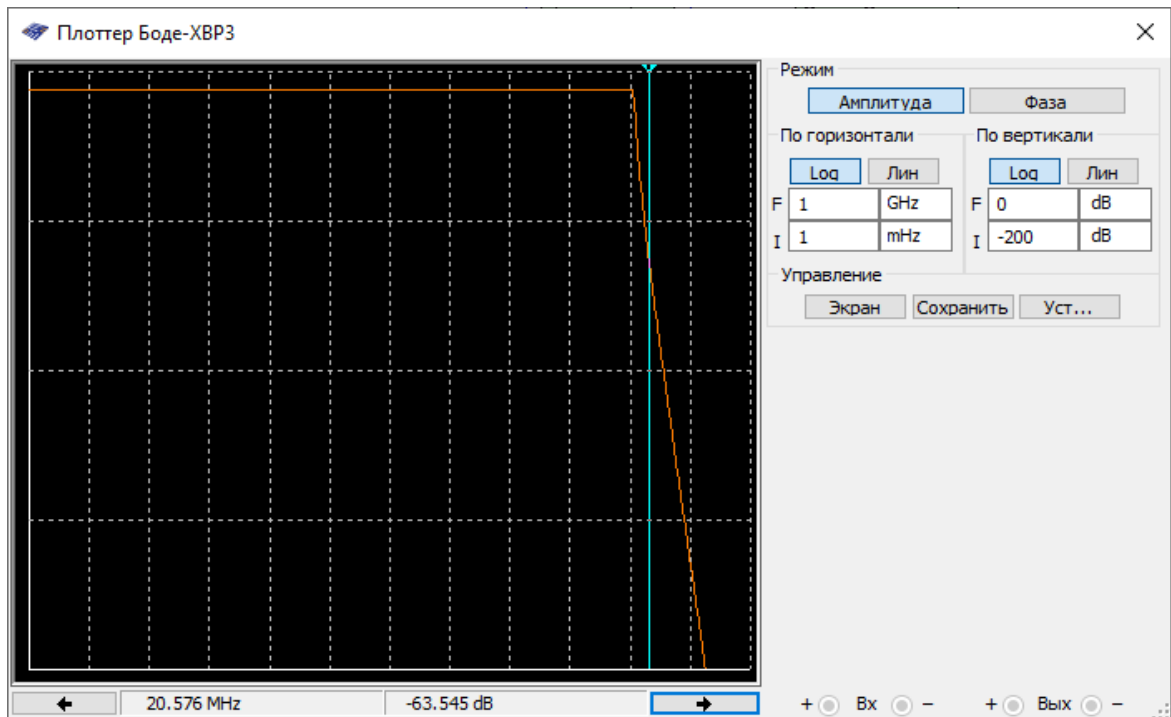 Плоттер Боде-XBP3
Режим
Амплитуда Фаза
По горизонтали По вертикали
Log Лин Log Лин
F 1 GHz F 0 dB
I 1 mHz I -200 dB
Управление
Экран Сохранить Уст...
20.576 MHz -63.545 dB + Вх − + Вых −